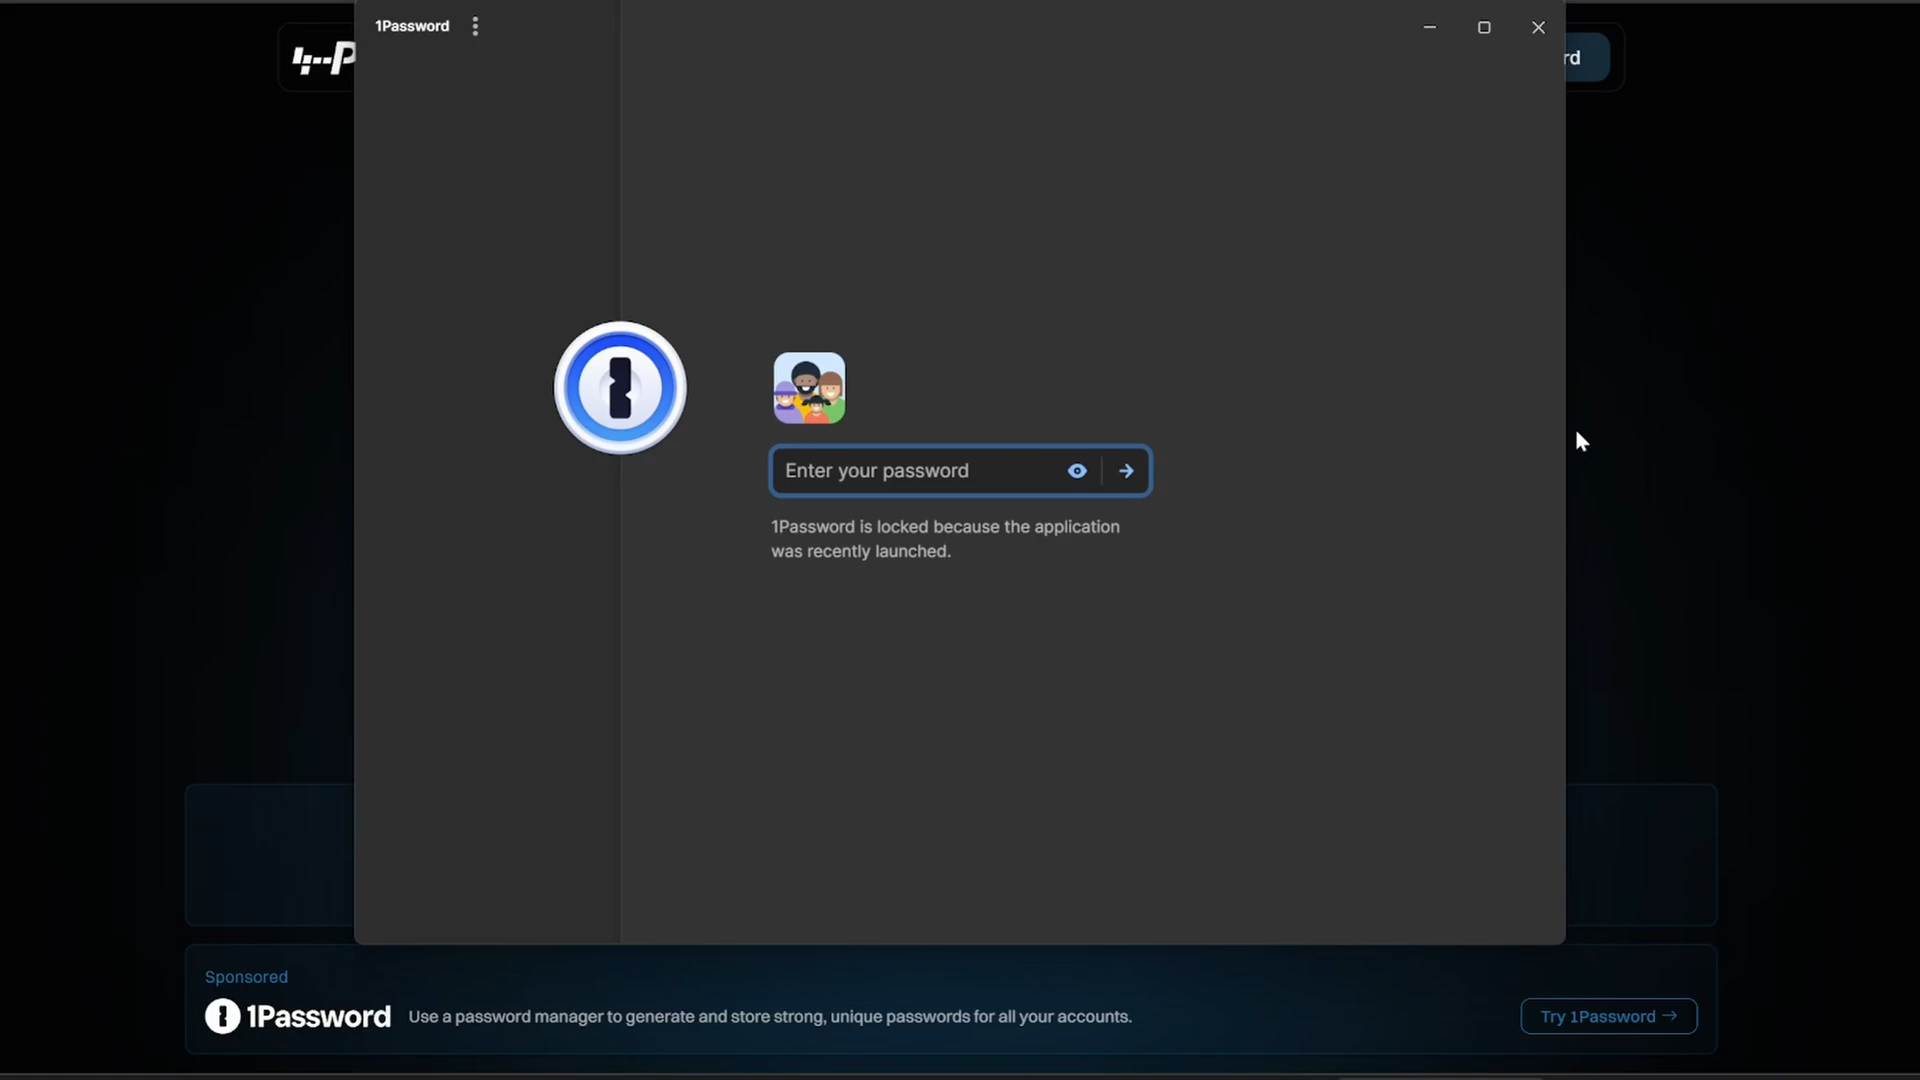 1Password
P
rd
Enter your password
1Password is locked because the application
was recently launched.
Sponsored
1Password Use a password manager to generate and store strong, unique passwords for all your accounts.
Try 1Password →